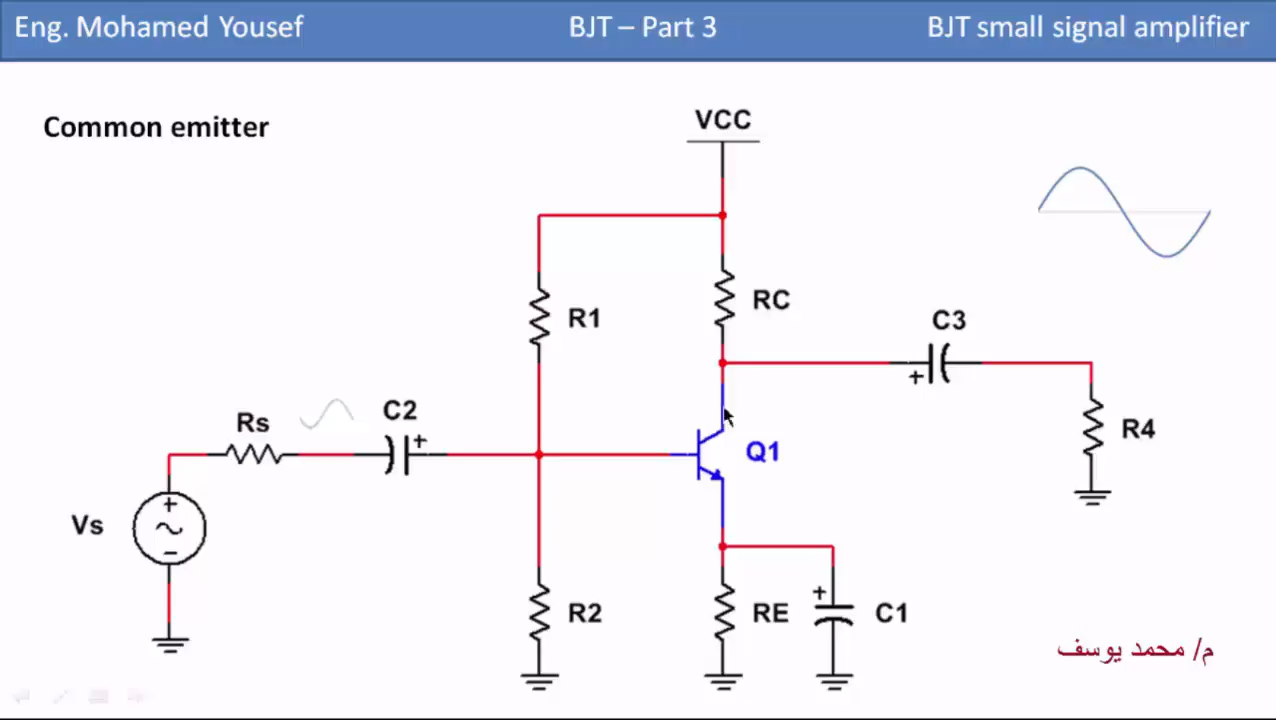 Eng. Mohamed Yousef BJT – Part 3 BJT small signal amplifier
Common emitter
VCC
R1
RC
C3
+
Rs
C2
+
R4
Q1
Vs
+
−
R2
RE
+
C1
م/ محمد يوسف